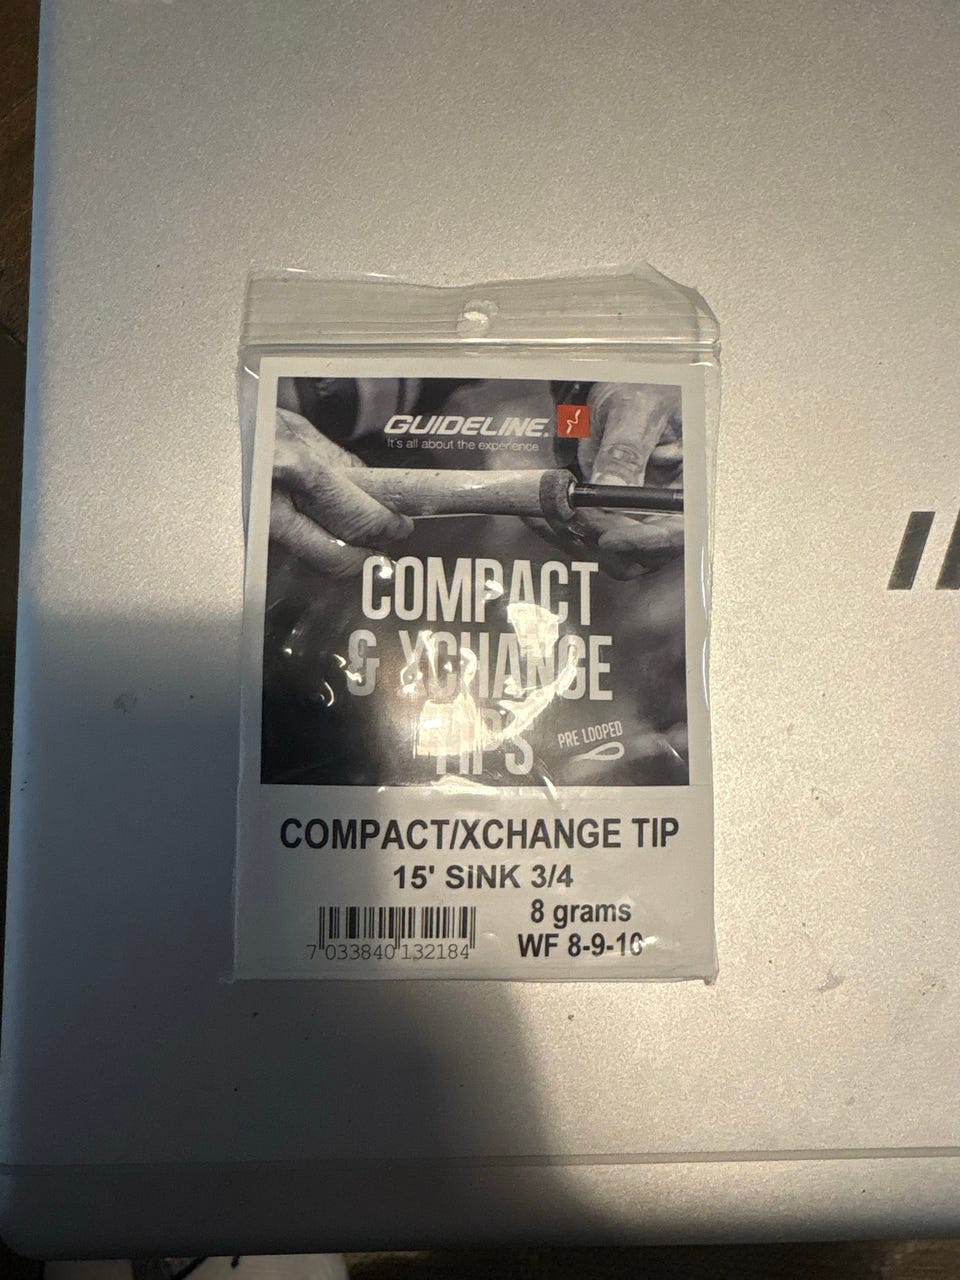 GUIDELINE
It's all about the experience
COMPACT
& XCHANGE
TIPS
PRE LOOPED
COMPACT/XCHANGE TIP
15' SiNK 3/4
8 grams
WF 8-9-10
7 033840 132184